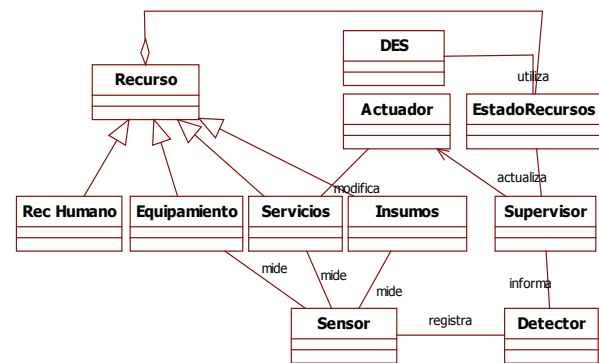 DES
Recurso
utiliza
Actuador
EstadoRecursos
actualiza
modifica
Rec Humano
Equipamiento
Servicios
Insumos
Supervisor
mide
mide
mide
informa
Sensor
registra
Detector